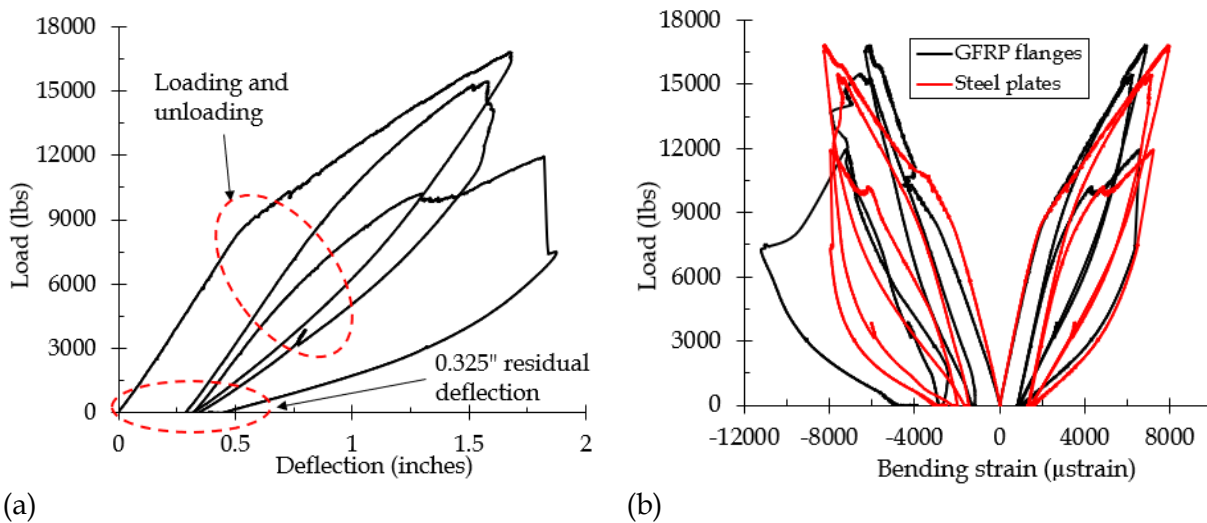 18000
15000
12000
9000
6000
3000
0
Load (lbs)
Loading and
unloading
0.325" residual
deflection
0 0.5 1 1.5 2
Deflection (inches)
(a)
18000
15000
12000
9000
6000
3000
0
Load (lbs)
GFRP flanges
Steel plates
-12000 -8000 -4000 0 4000 8000
Bending strain (μstrain)
(b)